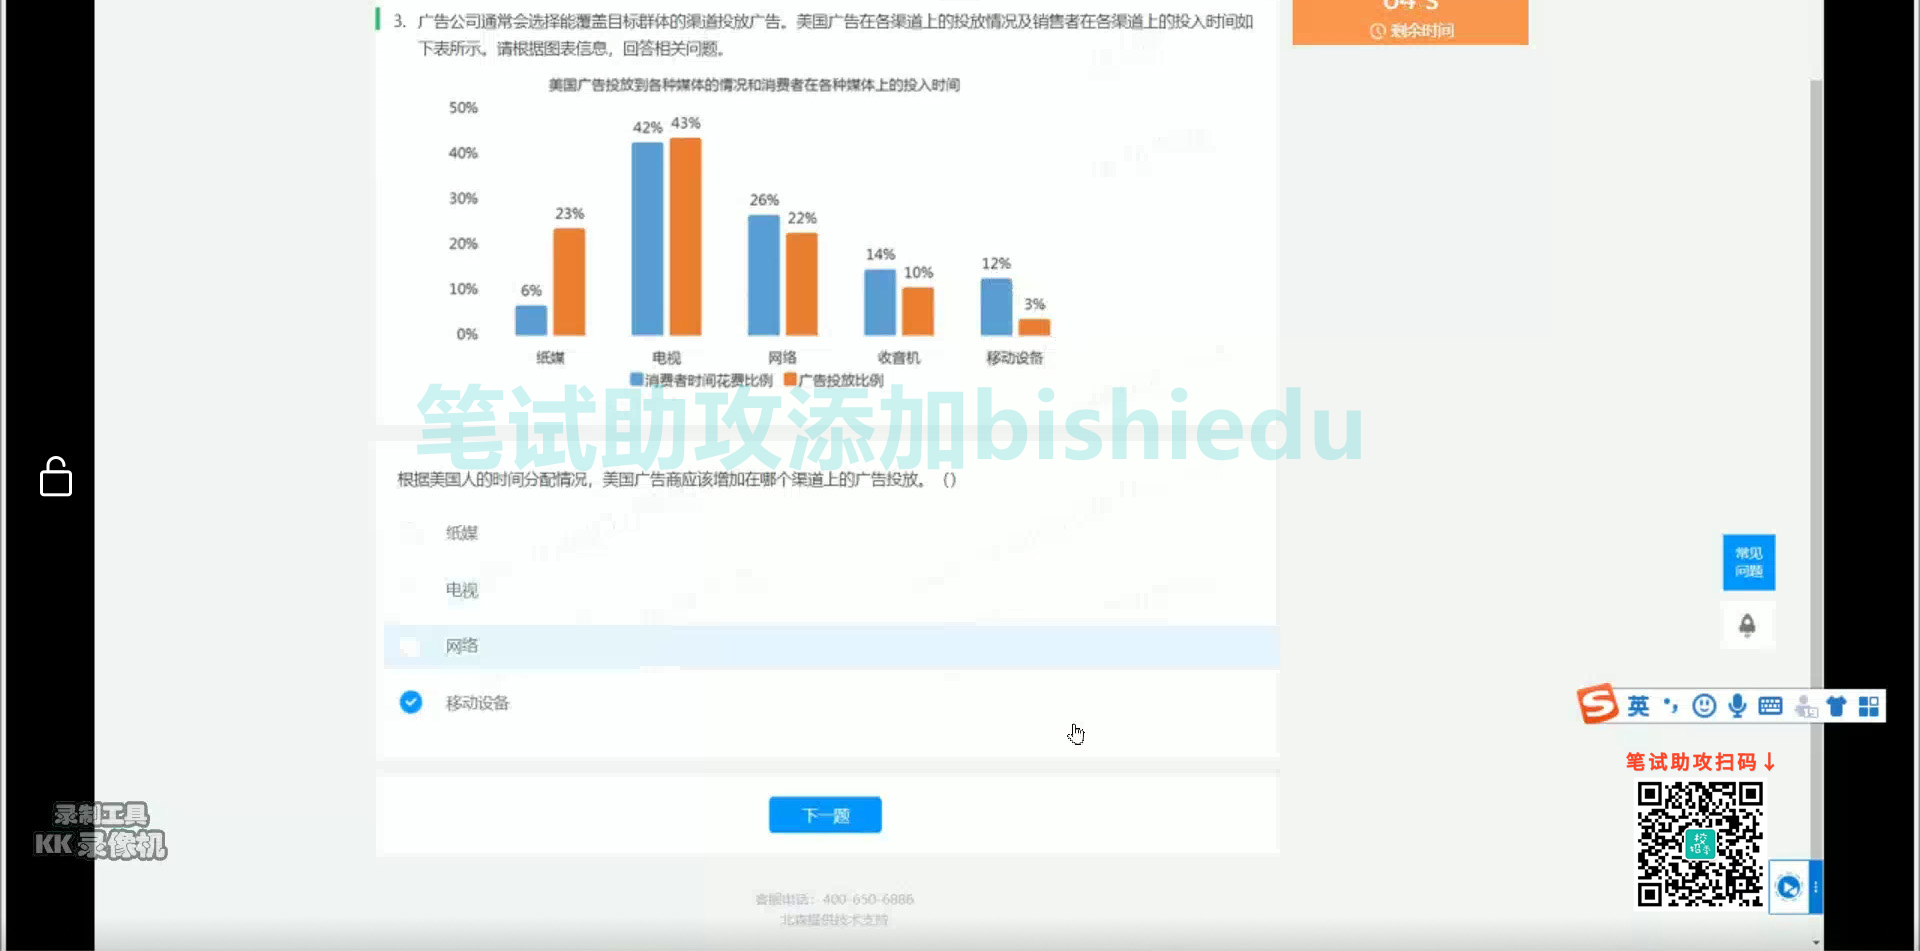 3. 广告公司通常会选择能覆盖目标群体的渠道投放广告。美国广告在各渠道上的投放情况及销售者在各渠道上的投入时间如
下表所示。请根据图表信息，回答相关问题。
剩余时间
美国广告投放到各种媒体的情况和消费者在各种媒体上的投入时间
50%
40%
30%
20%
10%
0%
6%
23%
42%
43%
26%
22%
14%
10%
12%
3%
纸媒
电视
网络
收音机
移动设备
消费者时间花费比例 广告投放比例
笔试助攻添加bishiedu
根据美国人的时间分配情况，美国广告商应该增加在哪个渠道上的广告投放。（）
纸媒
电视
网络
移动设备
下一题
常见
问题
英
笔试助攻扫码↓
录制工具
KK 录像机
客服电话：400-650-6886
北森提供技术支持